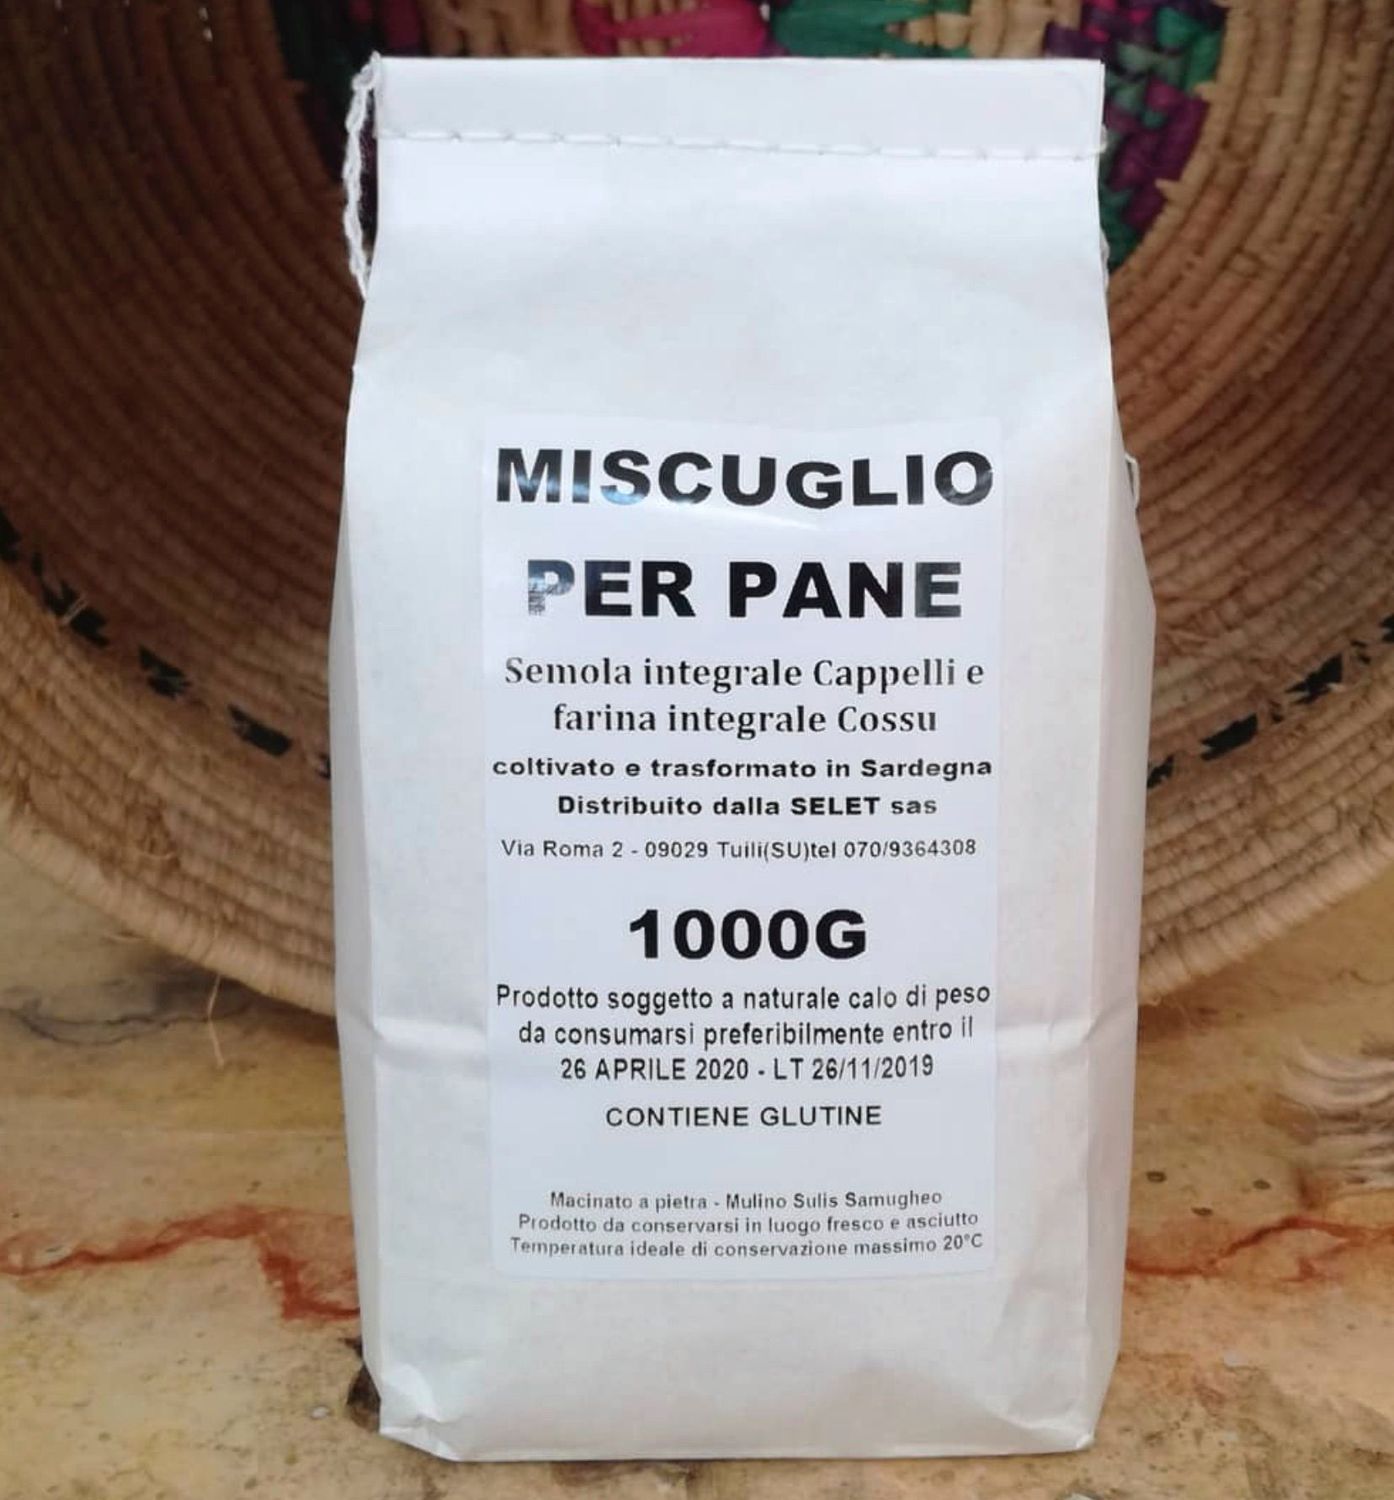 MISCUGLIO
PER PANE
Semola integrale Cappelli e
farina integrale Cossu
coltivato e trasformato in Sardegna
Distribuito dalla SELET sas
Via Roma 2 - 09029 Tuili(SU)tel 070/9364308
1000G
Prodotto soggetto a naturale calo di peso
da consumarsi preferibilmente entro il
26 APRILE 2020 - LT 26/11/2019
CONTIENE GLUTINE
Macinato a pietra - Mulino Sulis Samugheo
Prodotto da conservarsi in luogo fresco e asciutto
Temperatura ideale di conservazione massimo 20°C